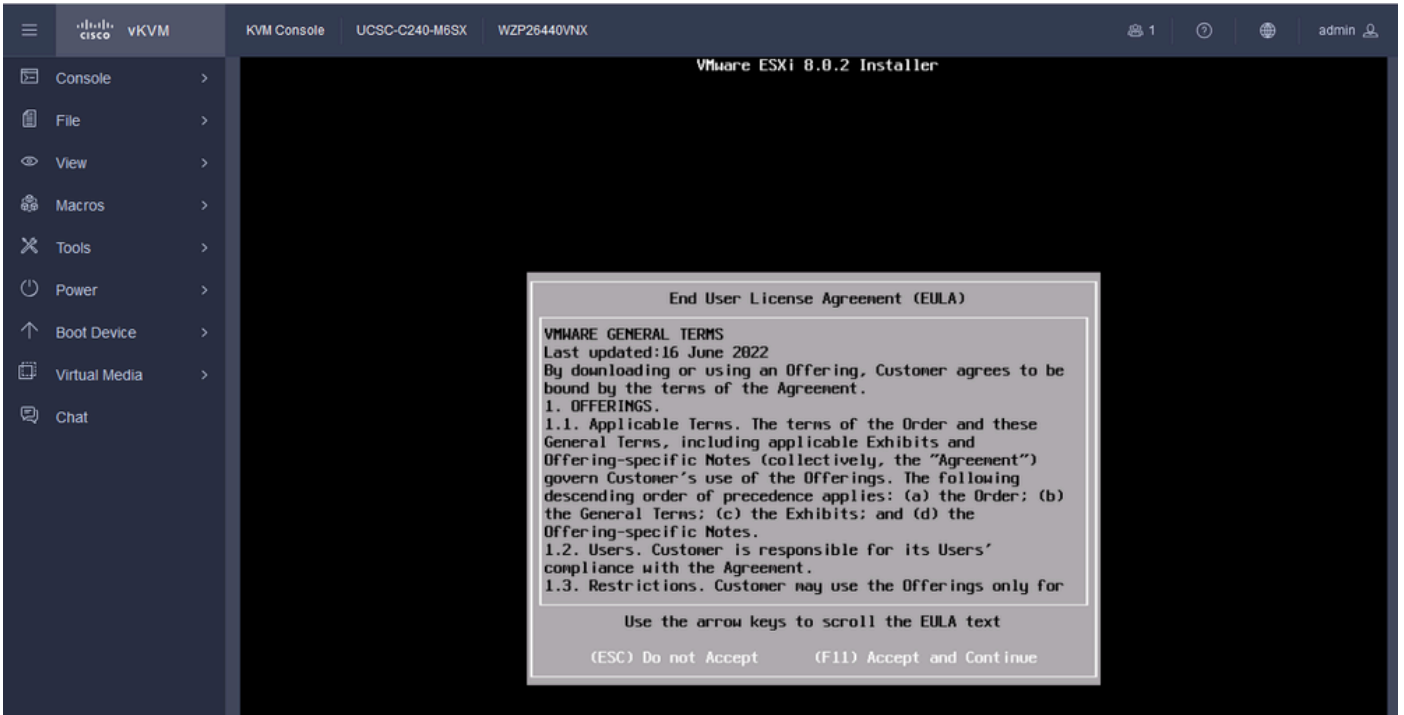 cisco vKVM
KVM Console
UCSC-C240-M6SX
WZP26440VNX
1
admin
Console
File
View
Macros
Tools
Power
Boot Device
Virtual Media
Chat
VMware ESXi 8.0.2 Installer
End User License Agreement (EULA)
VMWARE GENERAL TERMS
Last updated:16 June 2022
By downloading or using an Offering, Customer agrees to be
bound by the terms of the Agreement.
1. OFFERINGS.
1.1. Applicable Terms. The terms of the Order and these
General Terms, including applicable Exhibits and
Offering-specific Notes (collectively, the "Agreement")
govern Customer's use of the Offerings. The following
descending order of precedence applies: (a) the Order; (b)
the General Terms; (c) the Exhibits; and (d) the
Offering-specific Notes.
1.2. Users. Customer is responsible for its Users'
compliance with the Agreement.
1.3. Restrictions. Customer may use the Offerings only for
Use the arrow keys to scroll the EULA text
(ESC) Do not Accept (F11) Accept and Continue